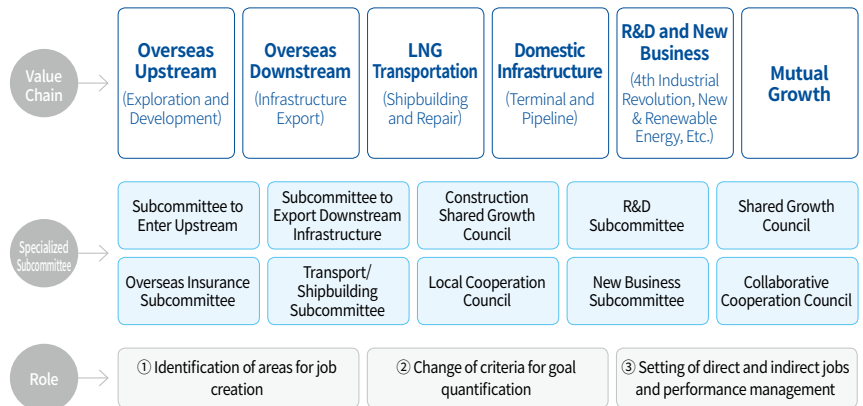 Value
Chain
Overseas
Upstream
(Exploration and
Development)
Overseas
Downstream
(Infrastructure
Export)
LNG
Transportation
(Shipbuilding
and Repair)
Domestic
Infrastructure
(Terminal and
Pipeline)
R&D and New
Business
(4th Industrial
Revolution, New
& Renewable
Energy, Etc.)
Mutual
Growth
Specialized
Subcommittee
Subcommittee to
Enter Upstream
Subcommittee to
Export Downstream
Infrastructure
Construction
Shared Growth
Council
R&D
Subcommittee
Shared Growth
Council
Overseas Insurance
Subcommittee
Transport/
Shipbuilding
Subcommittee
Local Cooperation
Council
New Business
Subcommittee
Collaborative
Cooperation Council
Role
① Identification of areas for job
creation
② Change of criteria for goal
quantification
③ Setting of direct and indirect jobs
and performance management